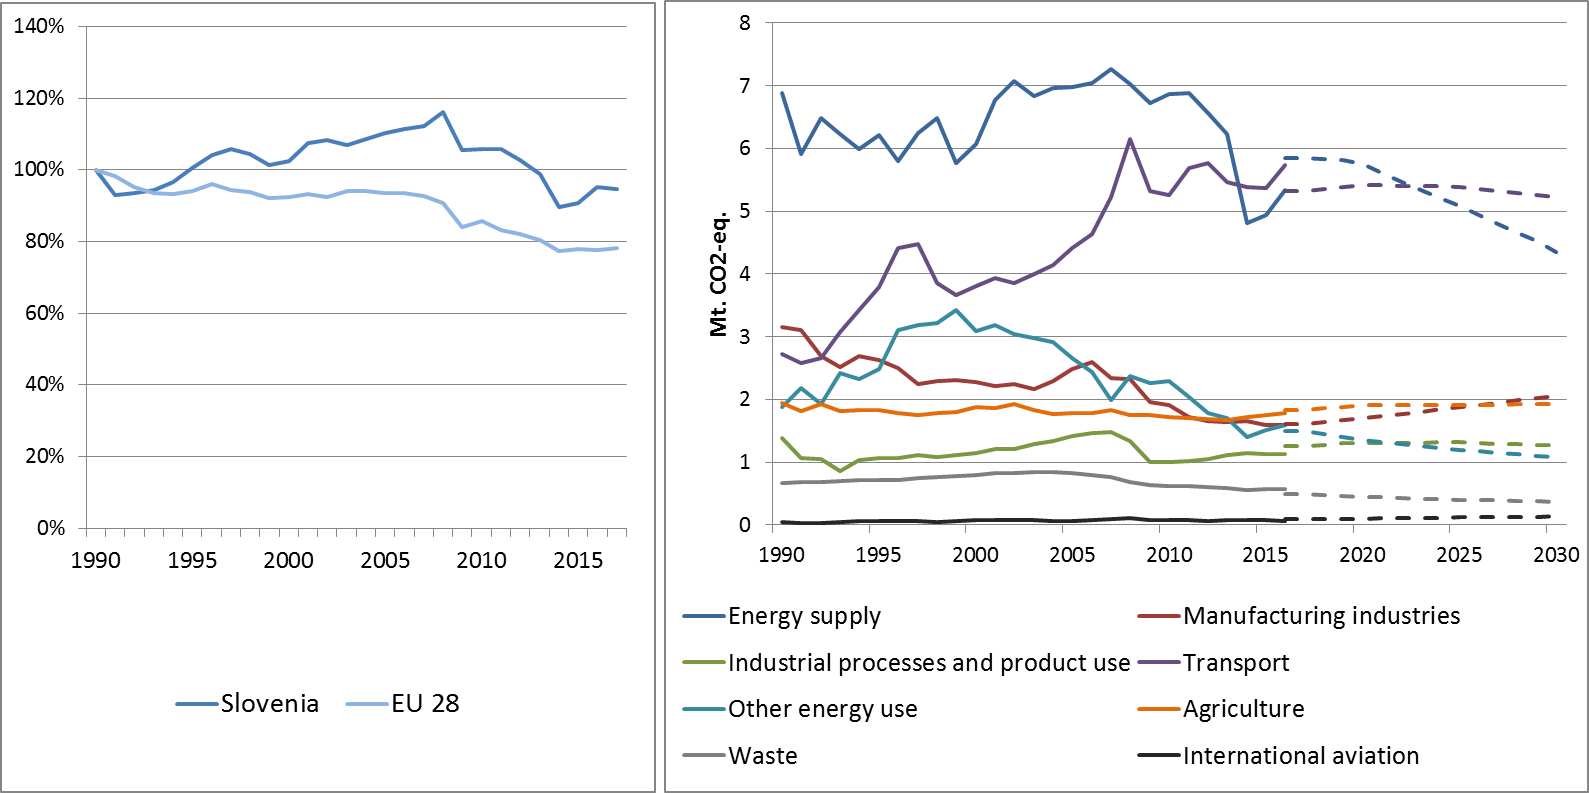 140%
120%
100%
80%
60%
40%
20%
0%
1990 1995 2000 2005 2010 2015
Slovenia EU 28
8
7
6
5
4
3
2
1
0
Mt. CO2-eq.
1990 1995 2000 2005 2010 2015 2020 2025 2030
Energy supply Manufacturing industries
Industrial processes and product use Transport
Other energy use Agriculture
Waste International aviation